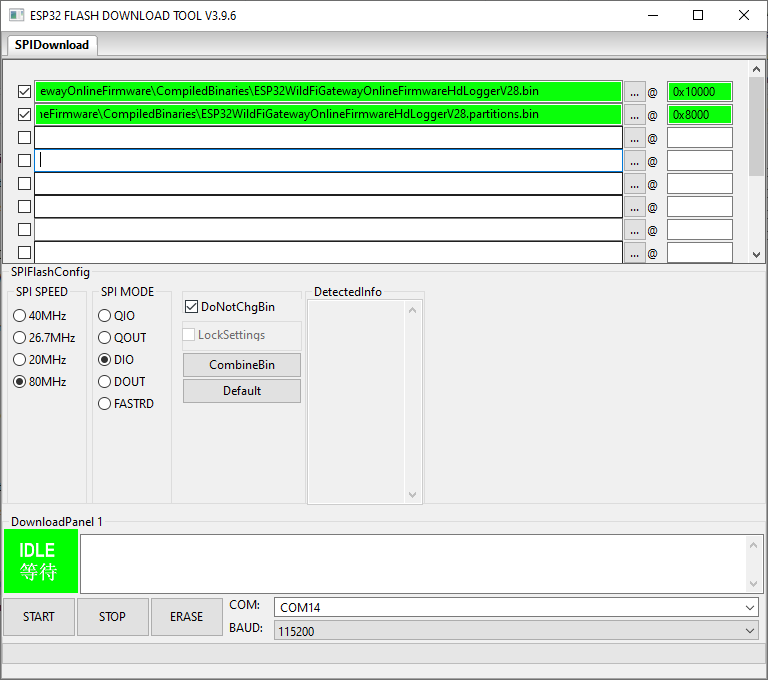 ESP32 FLASH DOWNLOAD TOOL V3.9.6
SPIDownload
ewayOnlineFirmware\CompiledBinaries\ESP32WildFiGatewayOnlineFirmwareHdLoggerV28.bin ... @ 0x10000
neFirmware\CompiledBinaries\ESP32WildFiGatewayOnlineFirmwareHdLoggerV28.partitions.bin ... @ 0x8000
... @
... @
... @
... @
... @
... @
SPIFlashConfig
SPI SPEED
40MHz
26.7MHz
20MHz
80MHz
SPI MODE
QIO
QOUT
DIO
DOUT
FASTRD
DoNotChgBin
LockSettings
CombineBin
Default
DetectedInfo
DownloadPanel 1
IDLE
等待
START STOP ERASE
COM: COM14
BAUD: 115200